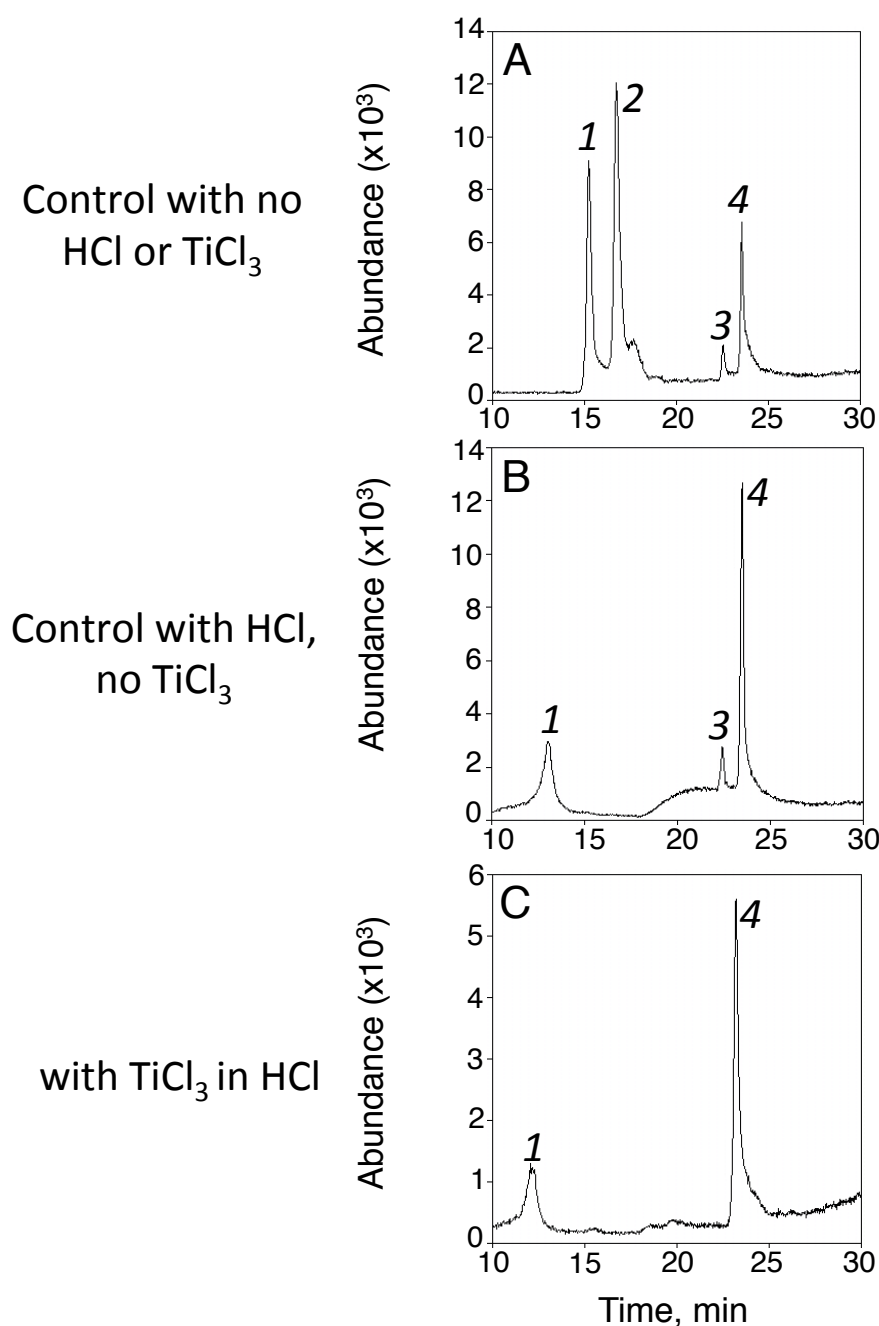 Control with no
HCl or TiCl₃
Abundance (x10³)
14
12
10
8
6
4
2
0
A
1
2
3
4
10 15 20 25 30
Control with HCl,
no TiCl₃
Abundance (x10³)
14
12
10
8
6
4
2
0
B
1
3
4
10 15 20 25 30
with TiCl₃ in HCl
Abundance (x10³)
6
5
4
3
2
1
0
C
1
4
10 15 20 25 30
Time, min